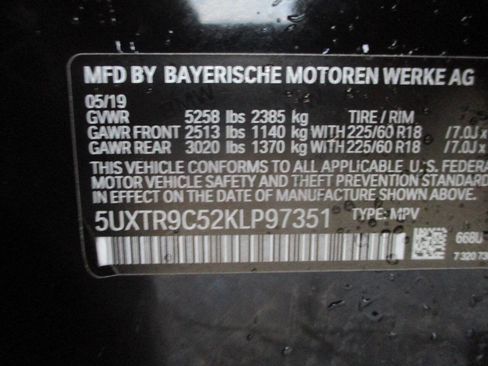 MFD BY BAYERISCHE MOTOREN WERKE AG
05/19
GVWR 5258 lbs 2385 kg TIRE / RIM
GAWR FRONT 2513 lbs 1140 kg WITH 225/60 R18 /7.0J x
GAWR REAR 3020 lbs 1370 kg WITH 225/60 R18 /7.0J x
THIS VEHICLE CONFORMS TO ALL APPLICABLE U.S. FEDERA
MOTOR VEHICLE SAFETY AND THEFT PREVENTION STANDARD
IN EFFECT ON THE DATE OF MANUFACTURE SHOWN ABOVE.
5UXTR9C52KLP97351 TYPE: MPV
668U
7 320 730